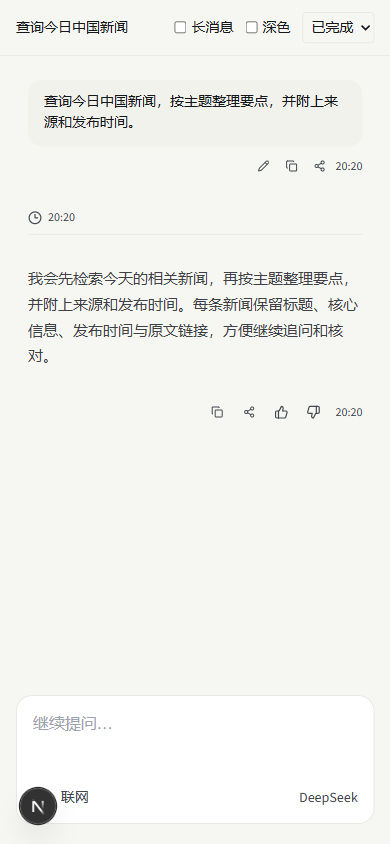 查询今日中国新闻
长消息
深色
已完成
查询今日中国新闻，按主题整理要点，并附上来
源和发布时间。
20:20
20:20
我会先检索今天的相关新闻，再按主题整理要点，
并附上来源和发布时间。每条新闻保留标题、核心
信息、发布时间与原文链接，方便继续追问和核
对。
20:20
继续提问...
N
联网
DeepSeek